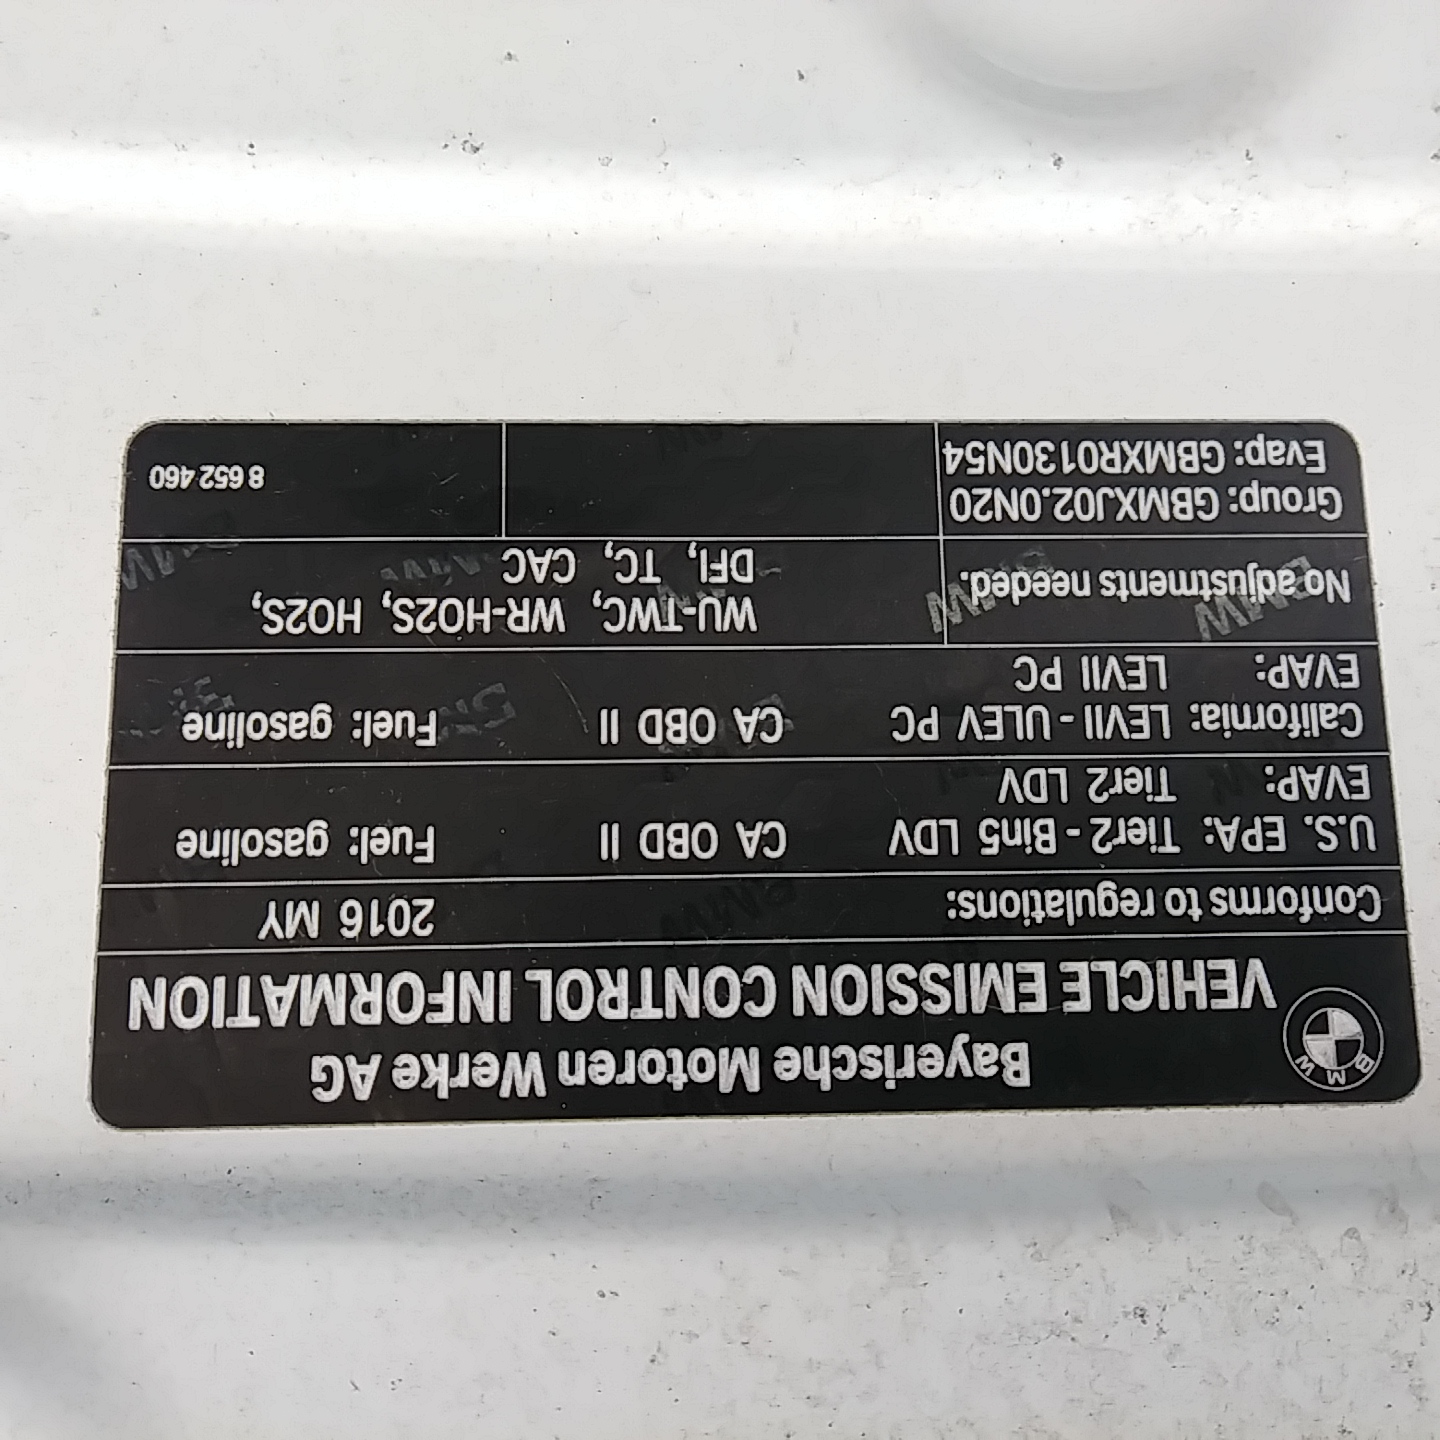 BMW
Bayerische Motoren Werke AG
VEHICLE EMISSION CONTROL INFORMATION
Conforms to regulations: 2016 MY
U.S. EPA: Tier2 - Bin5 LDV CA OBD II Fuel: gasoline
EVAP: Tier2 LDV
California: LEVII - ULEV PC CA OBD II Fuel: gasoline
EVAP: LEVII PC
No adjustments needed.
WU-TWC, WR-HO2S, HO2S,
DFI, TC, CAC
Group: GBMXJ02.0N20
Evap: GBMXR0130N54
8 652 460